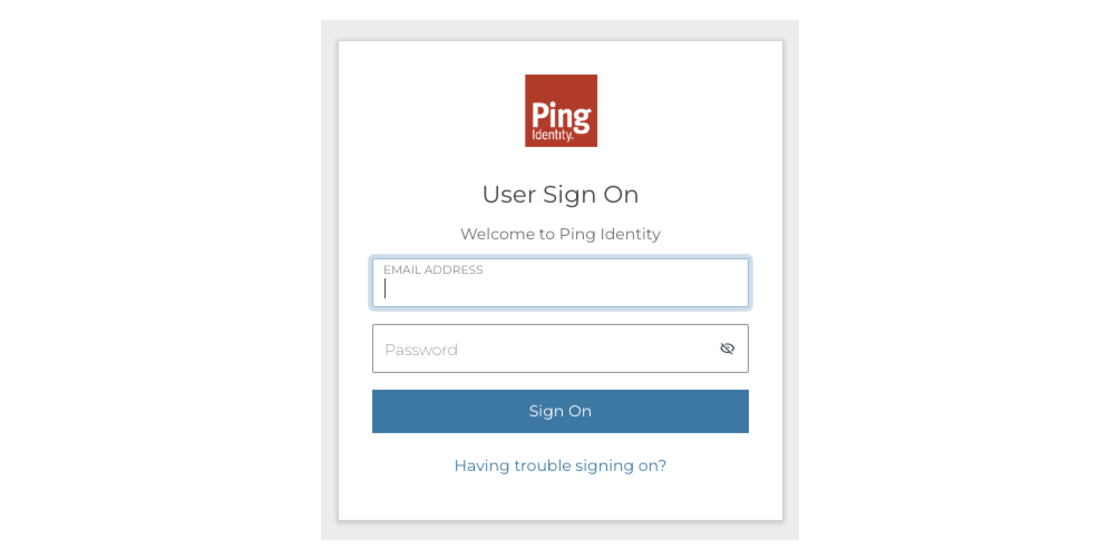 Ping
Identity.
User Sign On
Welcome to Ping Identity
EMAIL ADDRESS
Password
Sign On
Having trouble signing on?